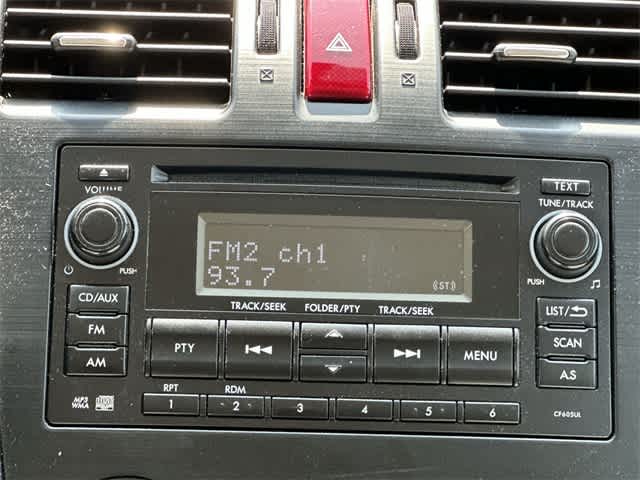 VOLUME
TEXT
TUNE/TRACK
FM2 ch1
93.7
(ST)
PUSH
PUSH
CD/AUX
FM
AM
TRACK/SEEK
FOLDER/PTY
TRACK/SEEK
PTY
MENU
LIST/
SCAN
A.S
RPT
RDM
1
2
3
4
5
6
MP3
WMA
CF605UL